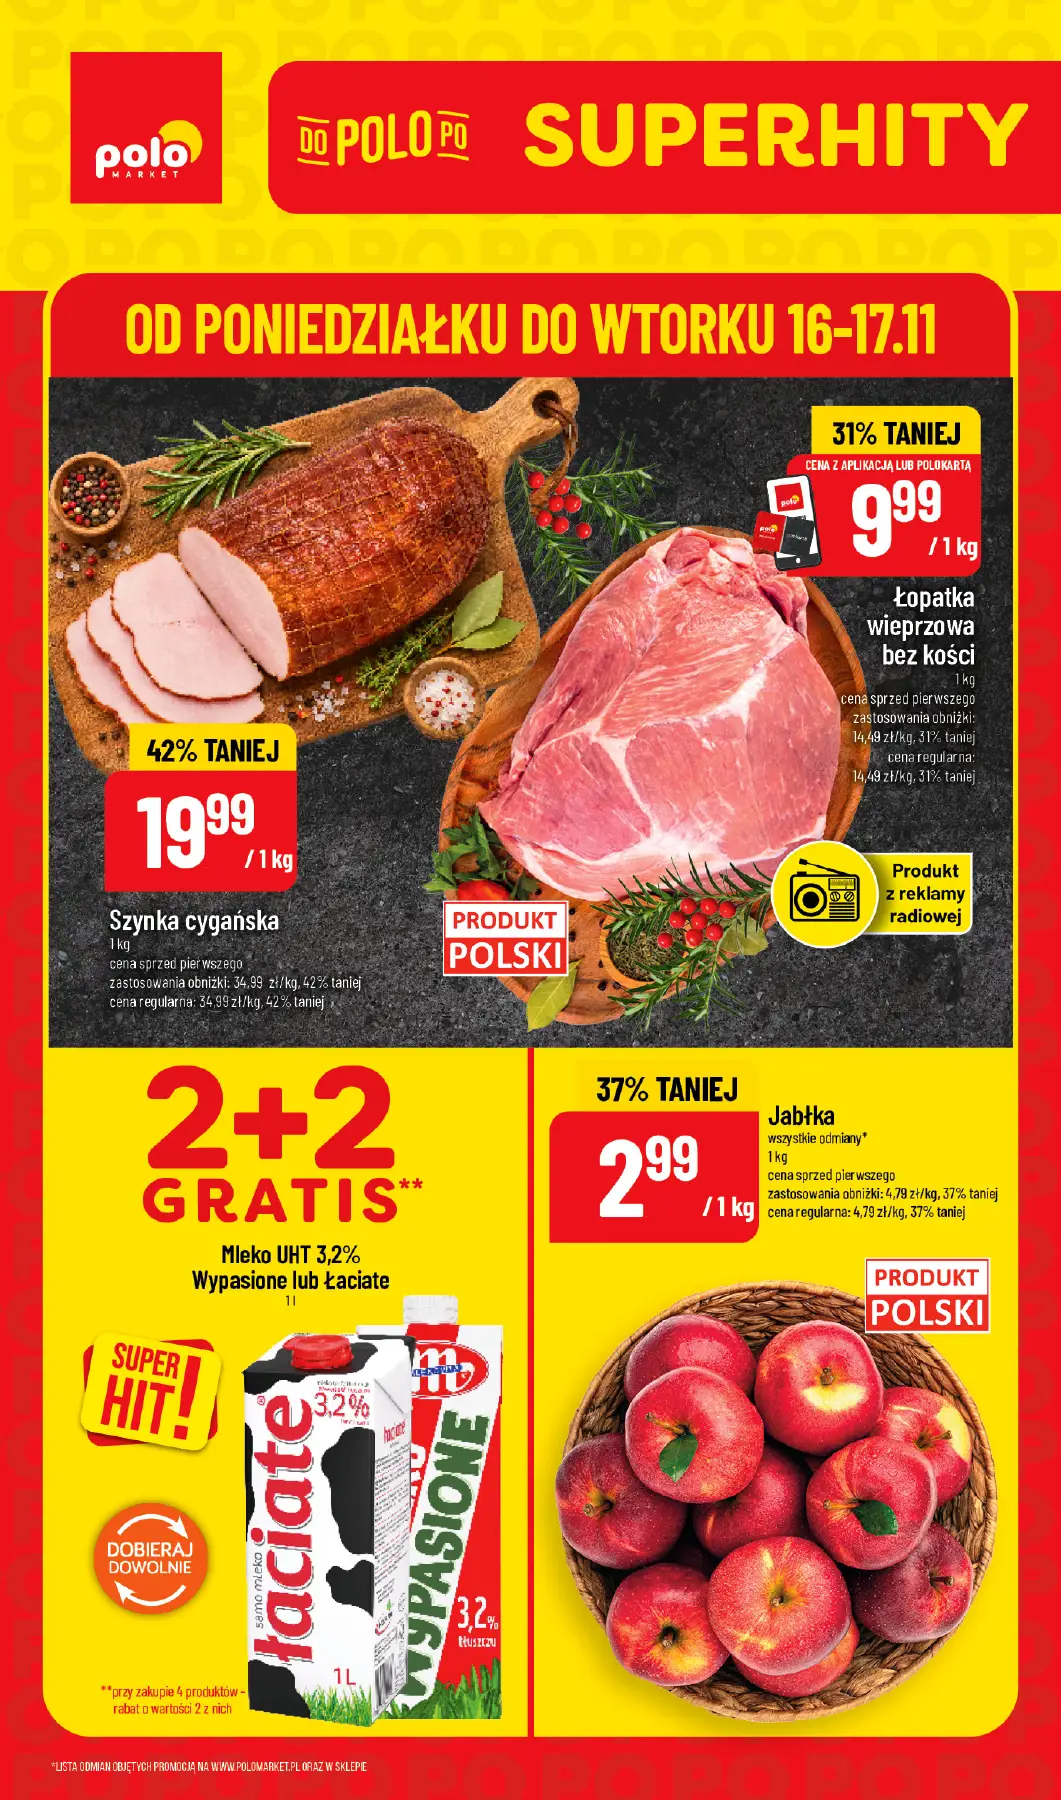 polo
MARKET
DO POLO PO
SUPERHITY
OD PONIEDZIAŁKU DO WTORKU 16-17.11
31% TANIEJ
CENA Z APLIKACJĄ LUB POLOKARTĄ
polo
polo
9 99
/ 1 kg
Łopatka
wieprzowa
bez kości
1 kg
cena sprzed pierwszego
zastosowania obniżki:
14,49 zł/kg, 31% taniej
cena regularna:
14,49 zł/kg, 31% taniej
42% TANIEJ
19 99
/ 1 kg
Szynka cygańska
1 kg
cena sprzed pierwszego
zastosowania obniżki: 34,99 zł/kg, 42% taniej
cena regularna: 34,99 zł/kg, 42% taniej
PRODUKT
POLSKI
Produkt
z reklamy
radiowej
2+2
GRATIS**
Mleko UHT 3,2%
Wypasione lub Łaciate
1 l
SUPER
HIT!
DOBIERAJ
DOWOLNIE
łaciate®
samo mleko
3,2%
łaciate
1 L
WYPASIONE
3,2%
tłuszczu
**przy zakupie 4 produktów -
rabat o wartości 2 z nich
37% TANIEJ
2 99
/ 1 kg
Jabłka
wszystkie odmiany*
1 kg
cena sprzed pierwszego
zastosowania obniżki: 4,79 zł/kg, 37% taniej
cena regularna: 4,79 zł/kg, 37% taniej
PRODUKT
POLSKI
*LISTA ODMIAN OBJĘTYCH PROMOCJĄ NA WWW.POLOMARKET.PL ORAZ W SKLEPIE